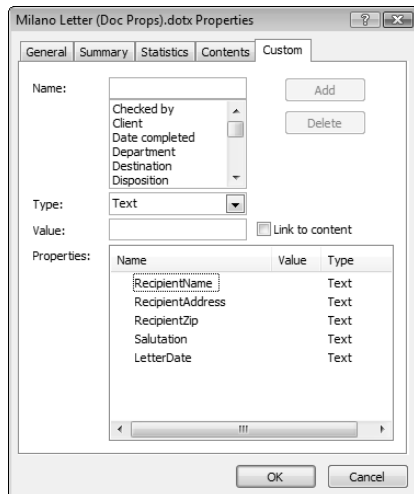 Milano Letter (Doc Props).dotx Properties
General Summary Statistics Contents Custom
Name:
Add
Checked by
Client
Date completed
Department
Destination
Disposition
Delete
Type: Text
Value: Link to content
Properties:
Name Value Type
RecipientName Text
RecipientAddress Text
RecipientZip Text
Salutation Text
LetterDate Text
OK Cancel